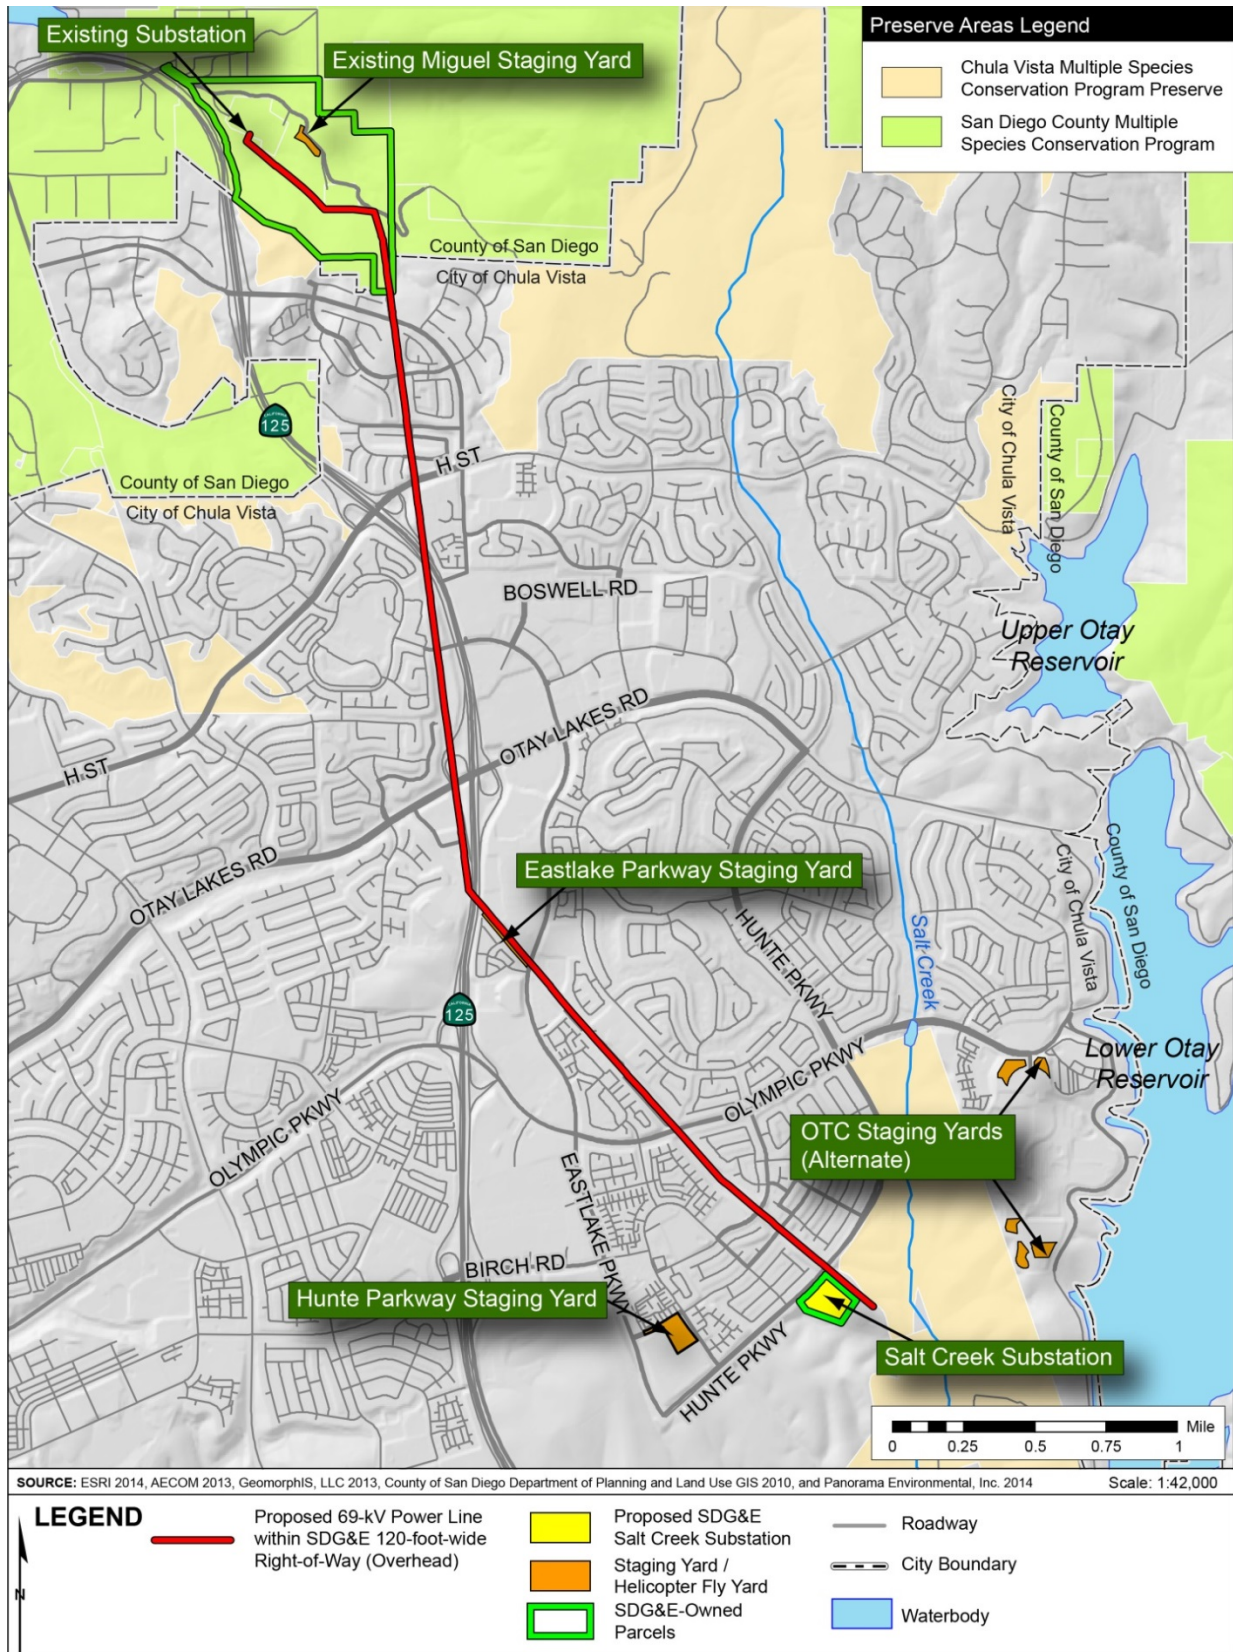 Existing Substation
Existing Miguel Staging Yard
Preserve Areas Legend
Chula Vista Multiple Species
Conservation Program Preserve
San Diego County Multiple
Species Conservation Program
County of San Diego
City of Chula Vista
CALIFORNIA
125
H ST
County of San Diego
City of Chula Vista
City of Chula Vista
County of San Diego
BOSWELL RD
Upper Otay
Reservoir
OTAY LAKES RD
H ST
OTAY LAKES RD
Eastlake Parkway Staging Yard
HUNTE PKWY
Salt Creek
City of Chula Vista
County of San Diego
CALIFORNIA
125
OLYMPIC PKWY
Lower Otay
Reservoir
OLYMPIC PKWY
OTC Staging Yards
(Alternate)
EASTLAKE PKWY
BIRCH RD
Hunte Parkway Staging Yard
HUNTE PKWY
Salt Creek Substation
Mile
0 0.25 0.5 0.75 1
SOURCE: ESRI 2014, AECOM 2013, GeomorphIS, LLC 2013, County of San Diego Department of Planning and Land Use GIS 2010, and Panorama Environmental, Inc. 2014
Scale: 1:42,000
LEGEND
N
Proposed 69-kV Power Line
within SDG&E 120-foot-wide
Right-of-Way (Overhead)
Proposed SDG&E
Salt Creek Substation
Staging Yard /
Helicopter Fly Yard
SDG&E-Owned
Parcels
Roadway
City Boundary
Waterbody